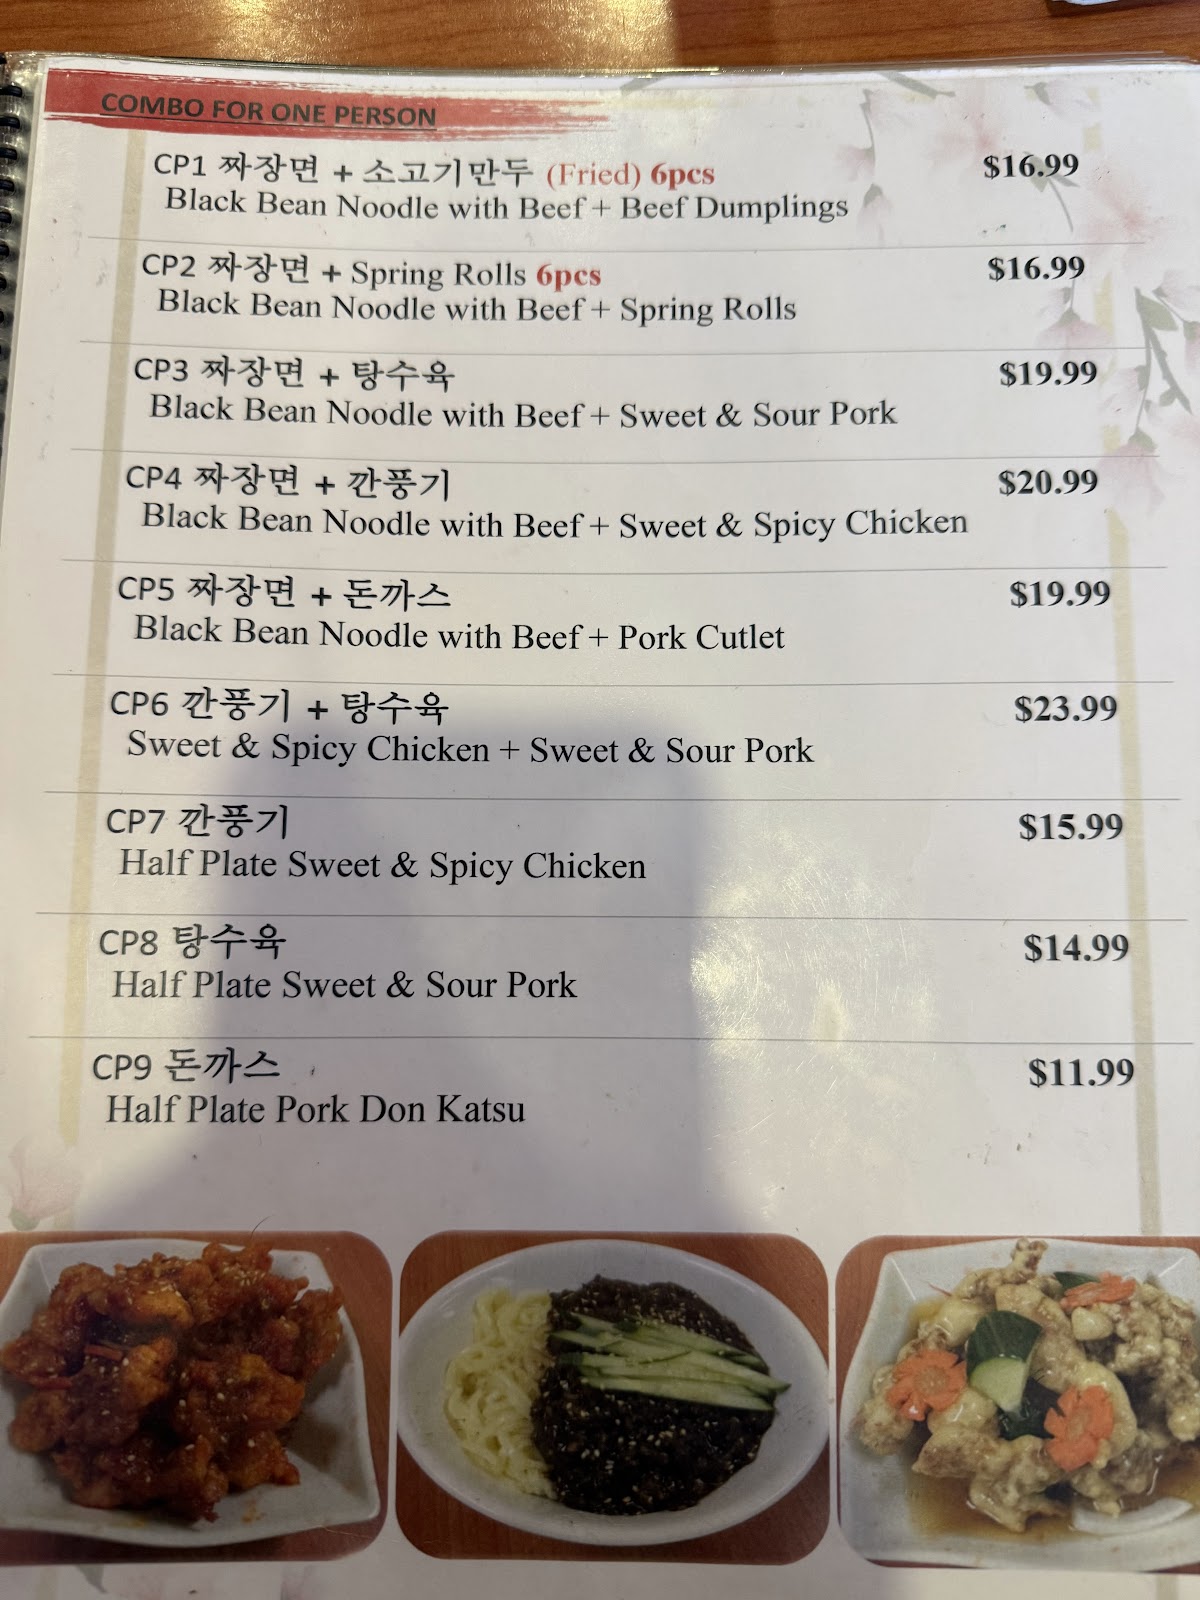 COMBO FOR ONE PERSON
CP1 짜장면 + 소고기만두 (Fried) 6pcs $16.99
Black Bean Noodle with Beef + Beef Dumplings
CP2 짜장면 + Spring Rolls 6pcs $16.99
Black Bean Noodle with Beef + Spring Rolls
CP3 짜장면 + 탕수육 $19.99
Black Bean Noodle with Beef + Sweet & Sour Pork
CP4 짜장면 + 깐풍기 $20.99
Black Bean Noodle with Beef + Sweet & Spicy Chicken
CP5 짜장면 + 돈까스 $19.99
Black Bean Noodle with Beef + Pork Cutlet
CP6 깐풍기 + 탕수육 $23.99
Sweet & Spicy Chicken + Sweet & Sour Pork
CP7 깐풍기 $15.99
Half Plate Sweet & Spicy Chicken
CP8 탕수육 $14.99
Half Plate Sweet & Sour Pork
CP9 돈까스 $11.99
Half Plate Pork Don Katsu